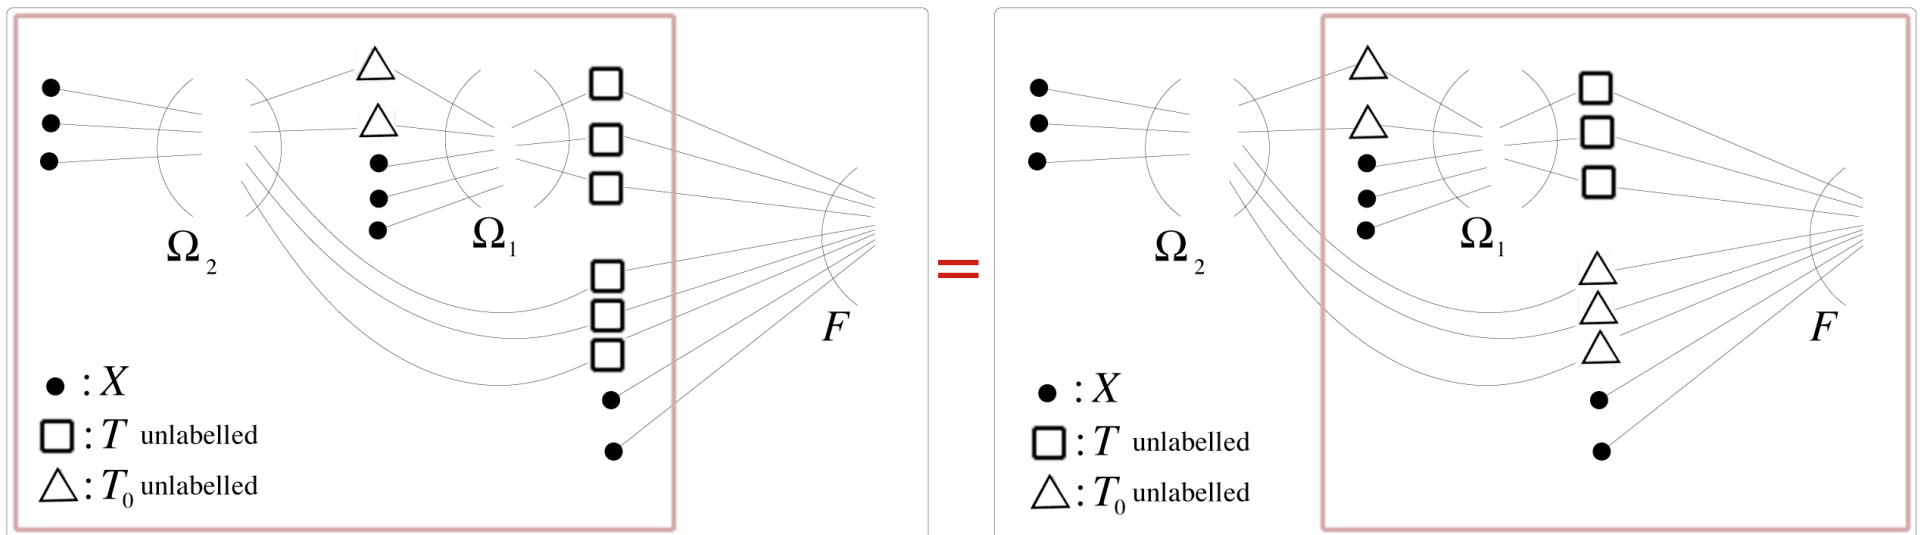 Ω₂
Ω₁
F
: X
: T unlabelled
: T₀ unlabelled
=
Ω₂
Ω₁
F
: X
: T unlabelled
: T₀ unlabelled